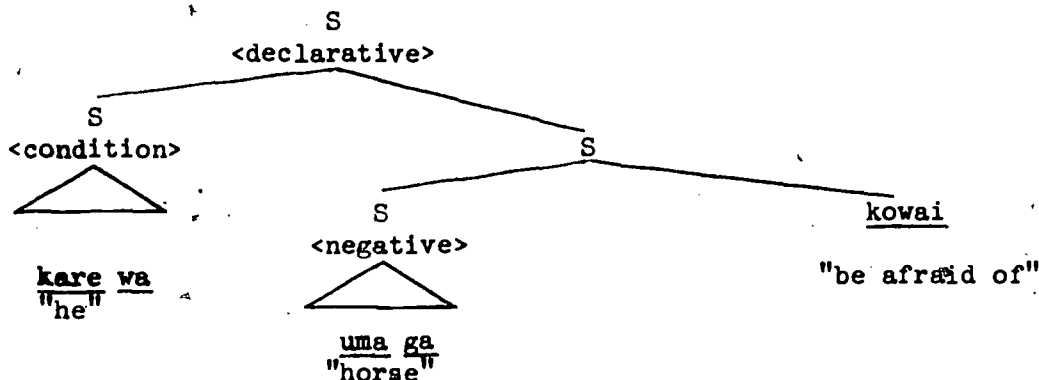 S
<declarative>
S
<condition>
S
S
<negative>
kowai
"be afraid of"
kare wa
"he"
uma ga
"horse"